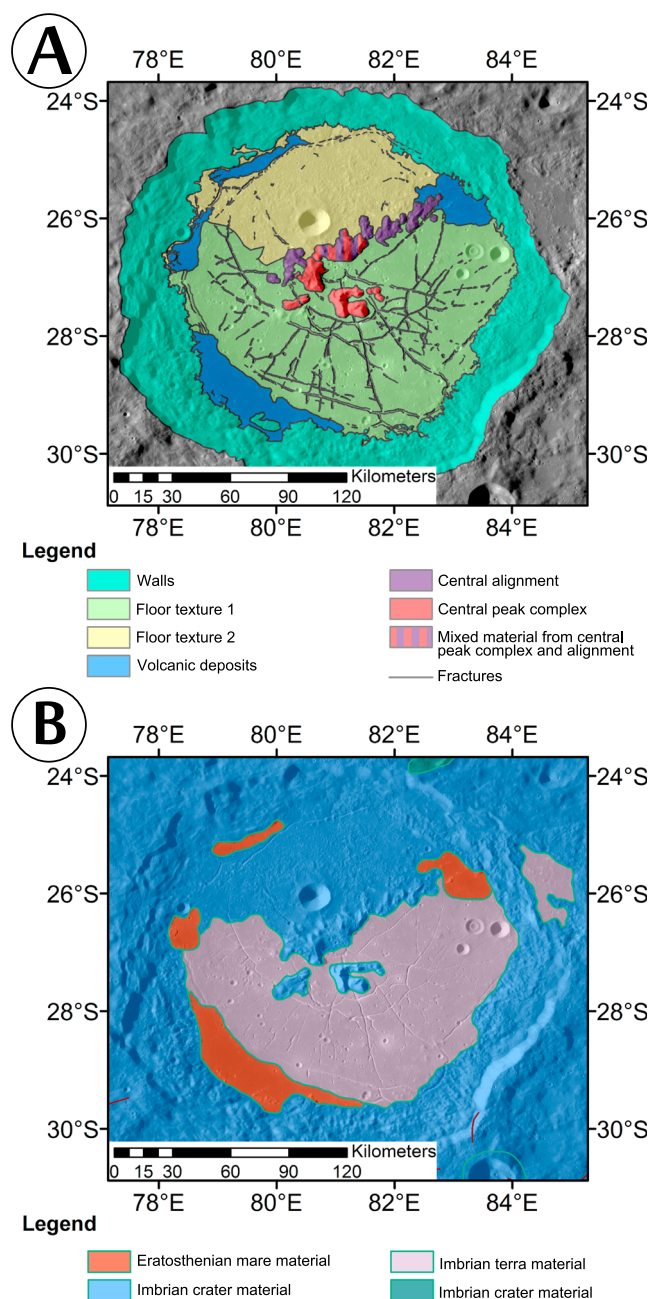 A
78°E 80°E 82°E 84°E
24°S 24°S
26°S 26°S
28°S 28°S
30°S 30°S
Kilometers
0 15 30 60 90 120
78°E 80°E 82°E 84°E
Legend
Walls
Floor texture 1
Floor texture 2
Volcanic deposits
Central alignment
Central peak complex
Mixed material from central
peak complex and alignment
Fractures
B
78°E 80°E 82°E 84°E
24°S 24°S
26°S 26°S
28°S 28°S
30°S 30°S
Kilometers
0 15 30 60 90 120
78°E 80°E 82°E 84°E
Legend
Eratosthenian mare material
Imbrian crater material
Imbrian terra material
Imbrian crater material